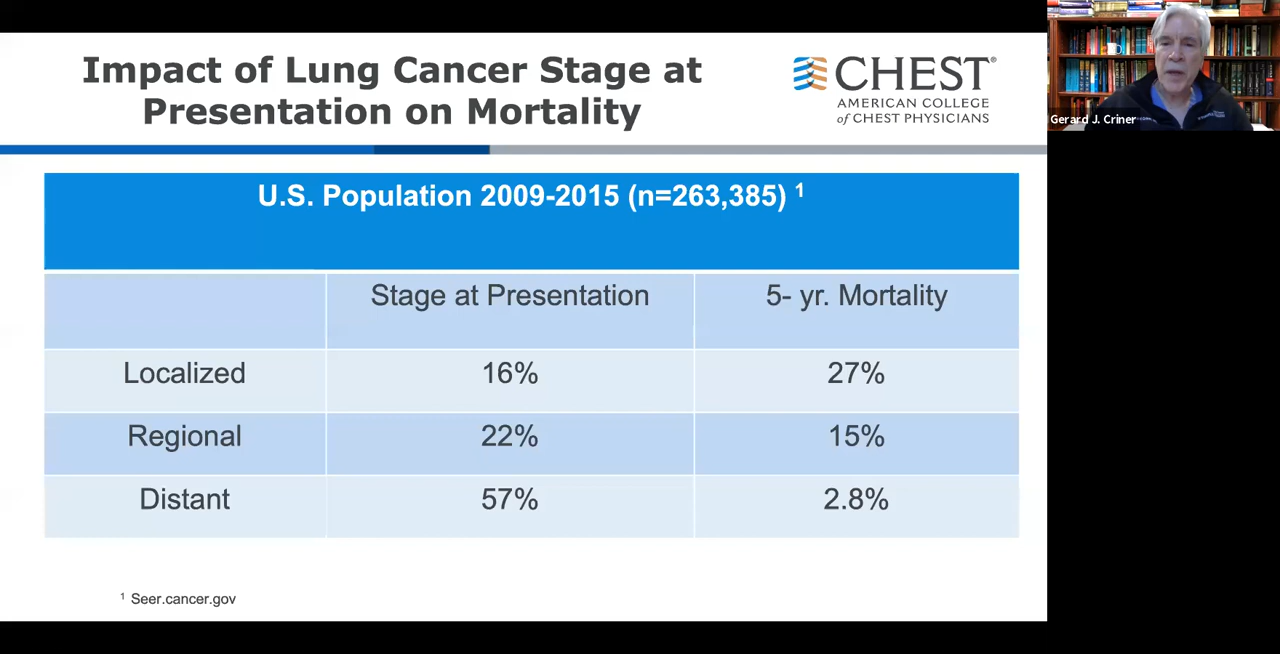 Impact of Lung Cancer Stage at
Presentation on Mortality
CHEST®
AMERICAN COLLEGE
of CHEST PHYSICIANS
Gerard J. Criner
U.S. Population 2009-2015 (n=263,385) 1
Stage at Presentation 5- yr. Mortality
Localized 16% 27%
Regional 22% 15%
Distant 57% 2.8%
1 Seer.cancer.gov